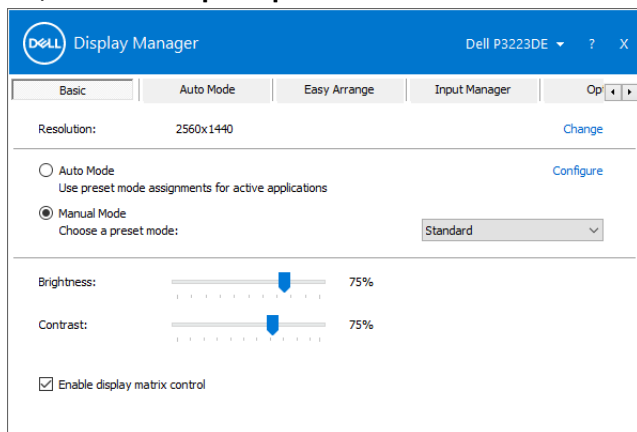 DELL Display Manager Dell P3223DE ? X
Basic Auto Mode Easy Arrange Input Manager
Resolution: 2560x1440 Change
Auto Mode Configure
Use preset mode assignments for active applications
Manual Mode
Choose a preset mode: Standard
Brightness: 75%
Contrast: 75%
Enable display matrix control